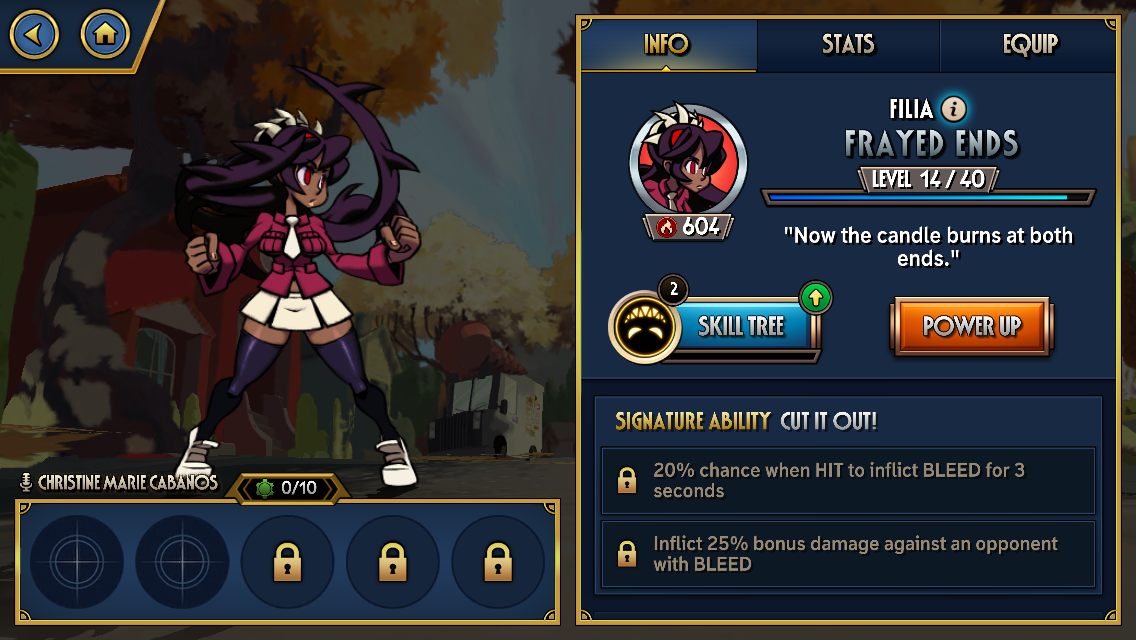 INFO
STATS
EQUIP
FILIA i
FRAYED ENDS
LEVEL 14 / 40
604
"Now the candle burns at both
ends."
2
SKILL TREE
POWER UP
SIGNATURE ABILITY CUT IT OUT!
20% chance when HIT to inflict BLEED for 3
seconds
Inflict 25% bonus damage against an opponent
with BLEED
CHRISTINE MARIE CABANOS
0/10